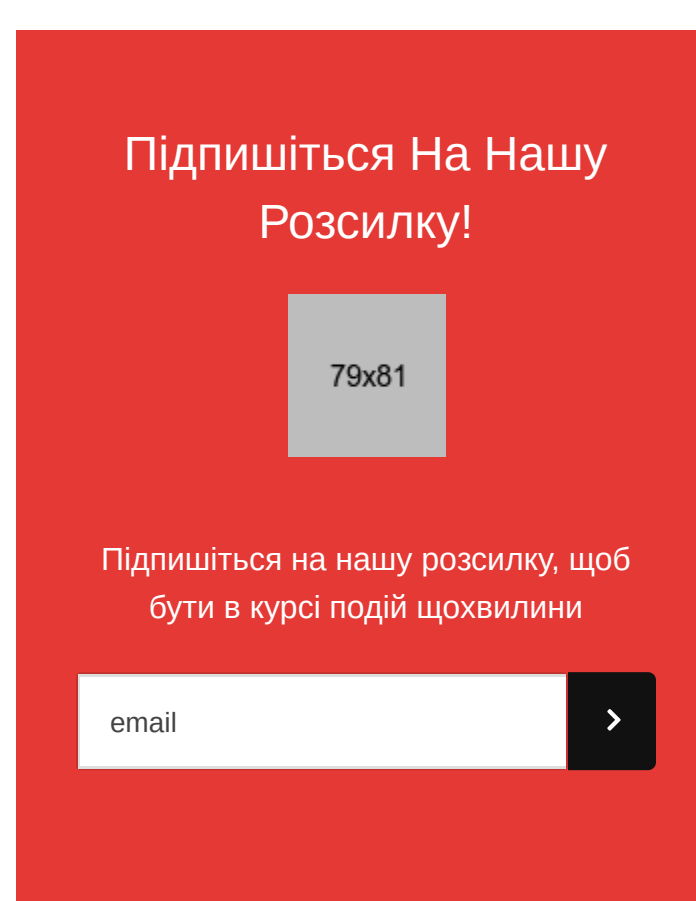 Підпишіться На Нашу
Розсилку!
79x81
Підпишіться на нашу розсилку, щоб
бути в курсі подій щохвилини
email